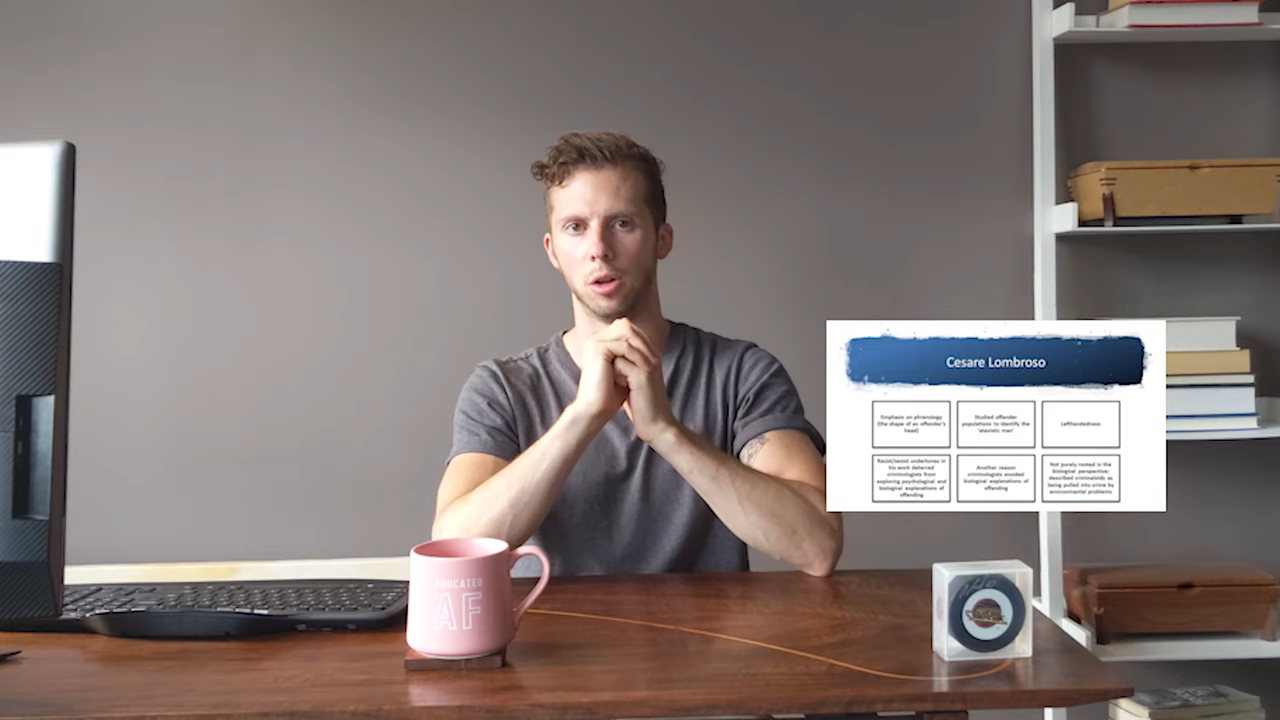 Cesare Lombroso
Emphasis on phrenology
(the shape of an offender's
head)
Studied offender
populations to identify the
'atavistic man'
Lefthandedness
Racist/sexist undertones in
his work deterred
criminologists from
exploring psychological and
biological explanations of
offending
Another reason
criminologists avoided
biological explanations of
offending
Not purely rooted in the
biological perspective;
described criminaloids as
being pulled into crime by
environmental problems
EDUCATED
AF